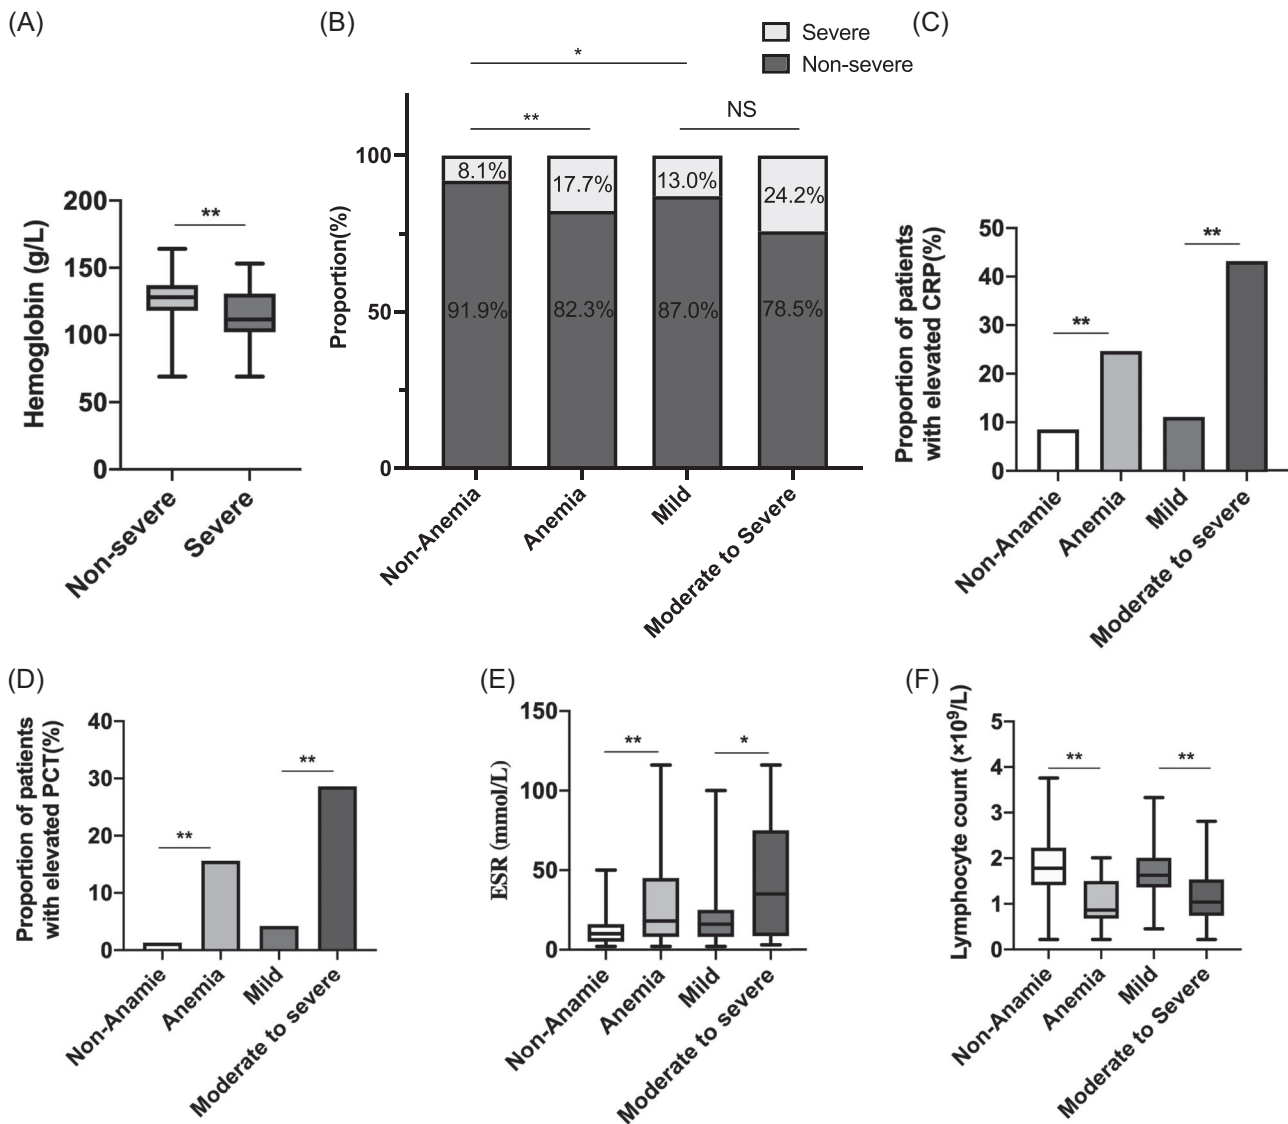 (A)
Hemoglobin (g/L)
200
150
100
50
0
**
Non-severe
Severe
(B)
Severe
Non-severe
*
**
NS
Proportion(%)
100
50
0
8.1%
17.7%
13.0%
24.2%
91.9%
82.3%
87.0%
78.5%
Non-Anemia
Anemia
Mild
Moderate to Severe
(C)
Proportion of patients
with elevated CRP(%)
50
40
30
20
10
0
**
**
Non-Anamie
Anemia
Mild
Moderate to severe
(D)
Proportion of patients
with elevated PCT(%)
40
30
20
10
0
**
**
Non-Anamie
Anemia
Mild
Moderate to severe
(E)
ESR (mmol/L)
150
100
50
0
**
*
Non-Anamie
Anemia
Mild
Moderate to severe
(F)
Lymphocyte count (×10⁹/L)
5
4
3
2
1
0
**
**
Non-Anamie
Anemia
Mild
Moderate to Severe